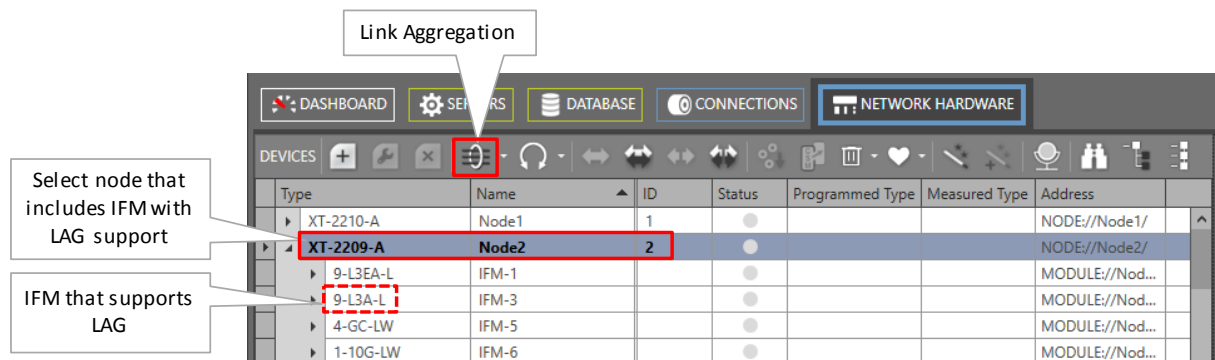 Link Aggregation
DASHBOARD SERVERS DATABASE CONNECTIONS NETWORK HARDWARE
DEVICES
Select node that
includes IFM with
LAG support
IFM that supports
LAG
Type Name ID Status Programmed Type Measured Type Address
XT-2210-A Node1 1 NODE://Node1/
XT-2209-A Node2 2 NODE://Node2/
9-L3EA-L IFM-1 MODULE://Nod...
9-L3A-L IFM-3 MODULE://Nod...
4-GC-LW IFM-5 MODULE://Nod...
1-10G-LW IFM-6 MODULE://Nod...